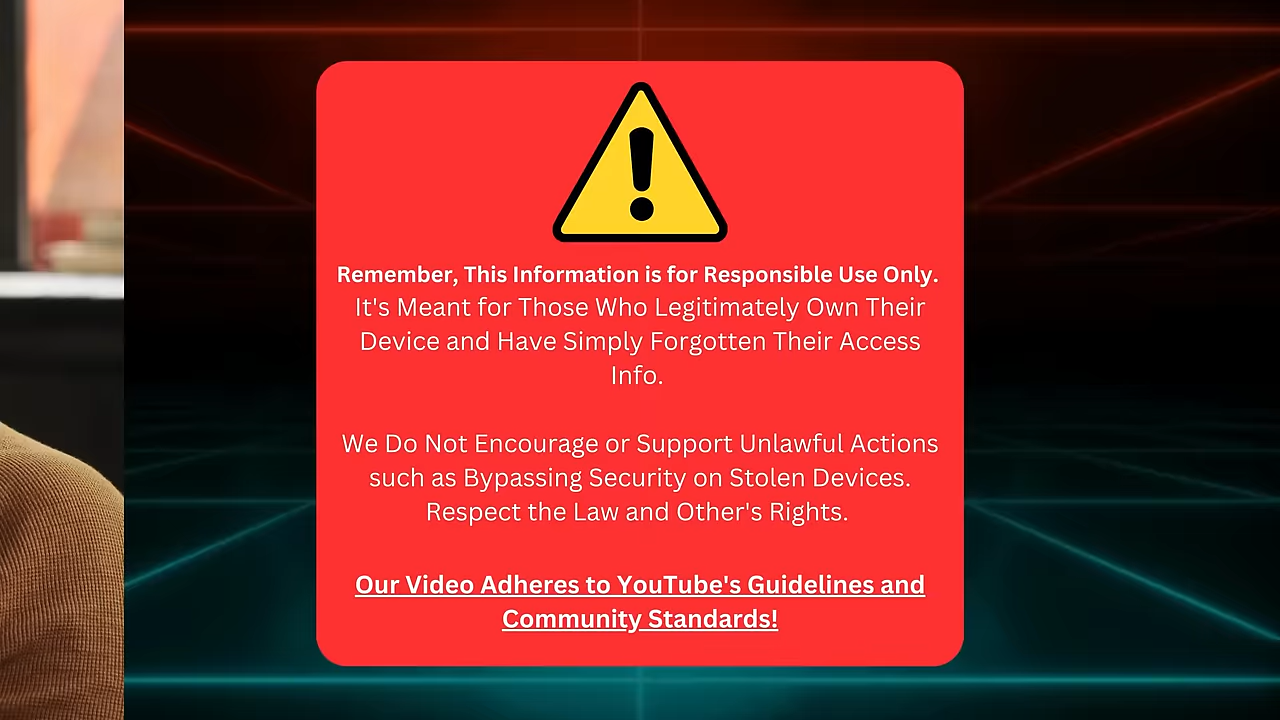 Remember, This Information is for Responsible Use Only.
It's Meant for Those Who Legitimately Own Their
Device and Have Simply Forgotten Their Access
Info.
We Do Not Encourage or Support Unlawful Actions
such as Bypassing Security on Stolen Devices.
Respect the Law and Other's Rights.
Our Video Adheres to YouTube's Guidelines and
Community Standards!